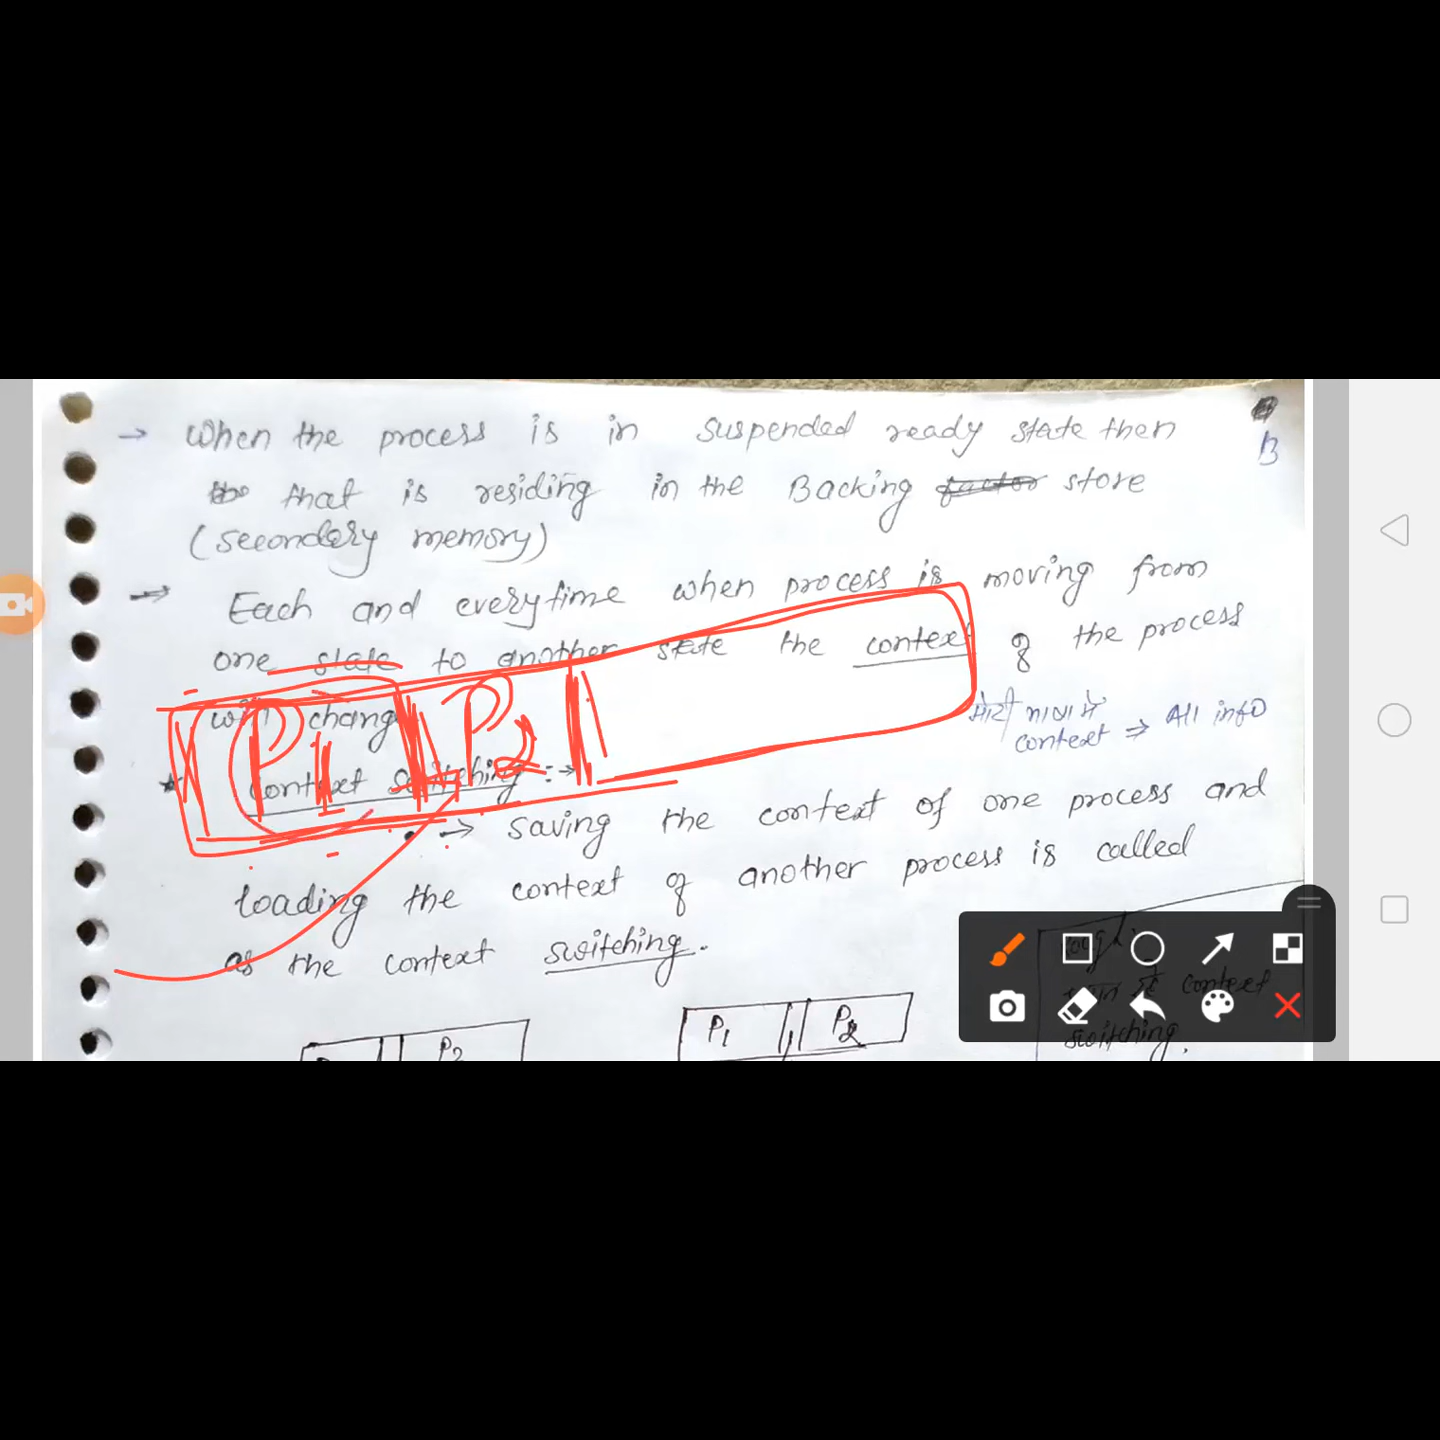 → When the process is in suspended ready state then
that is residing in the Backing factor store
(secondary memory)
B
→ Each and everytime when process is moving from
one state to another state the context of the process
will change
P1 P2
मोटी भाषा में
context ⇒ All info
* Context switching :→
→ saving the context of one process and
loading the context of another process is called
as the context switching.
P2
P1 P2
context
switching.